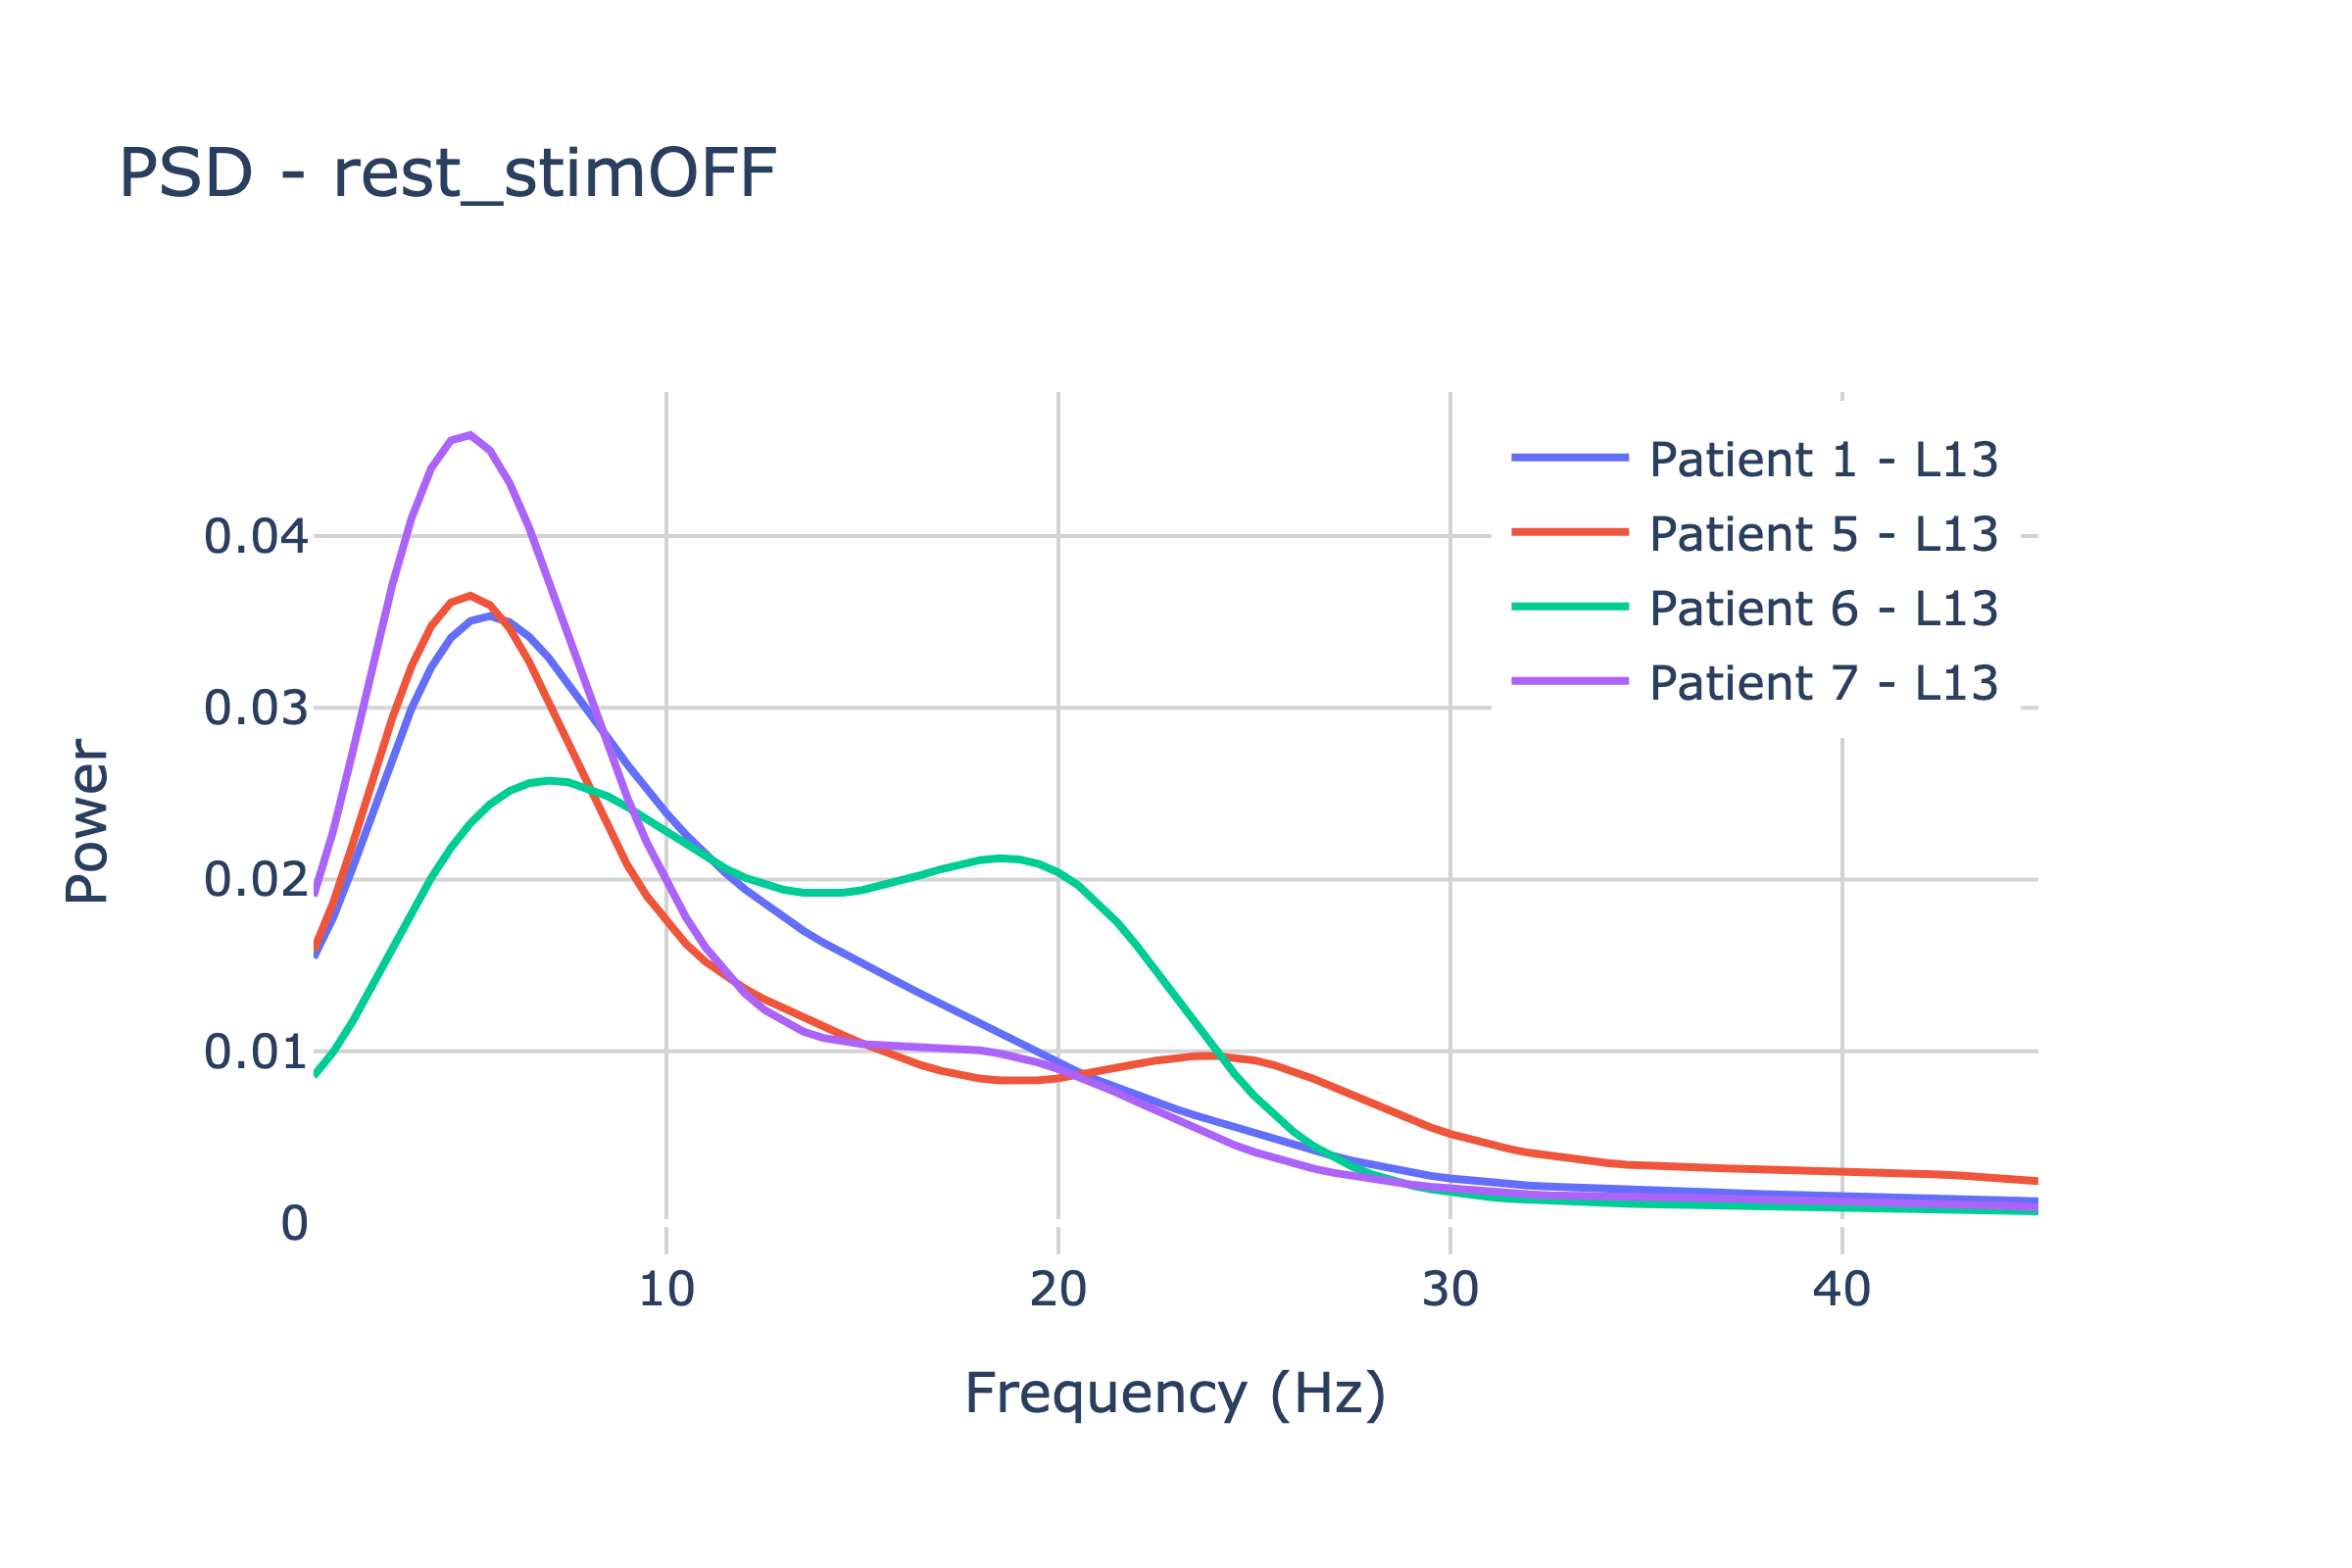 PSD - rest_stimOFF
Patient 1 - L13
Patient 5 - L13
Patient 6 - L13
Patient 7 - L13
Power
0.04
0.03
0.02
0.01
0
10 20 30 40
Frequency (Hz)